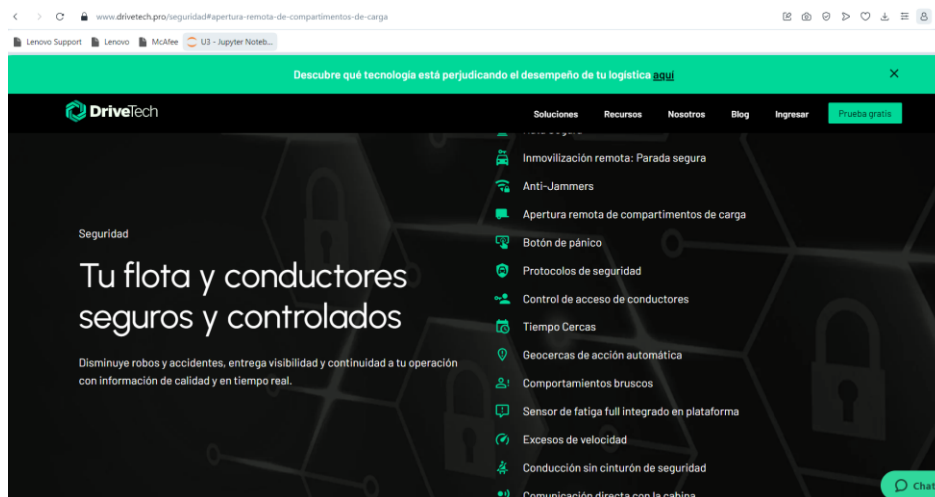 www.drivetech.pro/seguridad#apertura-remota-de-compartimentos-de-carga
Lenovo Support
Lenovo
McAfee
U3 - Jupyter Noteb...
Descubre qué tecnología está perjudicando el desempeño de tu logística aquí
DriveTech
Soluciones
Recursos
Nosotros
Blog
Ingresar
Prueba gratis
Inmovilización remota: Parada segura
Anti-Jammers
Apertura remota de compartimentos de carga
Botón de pánico
Protocolos de seguridad
Control de acceso de conductores
Tiempo Cercas
Geocercas de acción automática
Comportamientos bruscos
Sensor de fatiga full integrado en plataforma
Excesos de velocidad
Conducción sin cinturón de seguridad
Comunicación directa con la cabina
Seguridad
Tu flota y conductores
seguros y controlados
Disminuye robos y accidentes, entrega visibilidad y continuidad a tu operación
con información de calidad y en tiempo real.
Chat